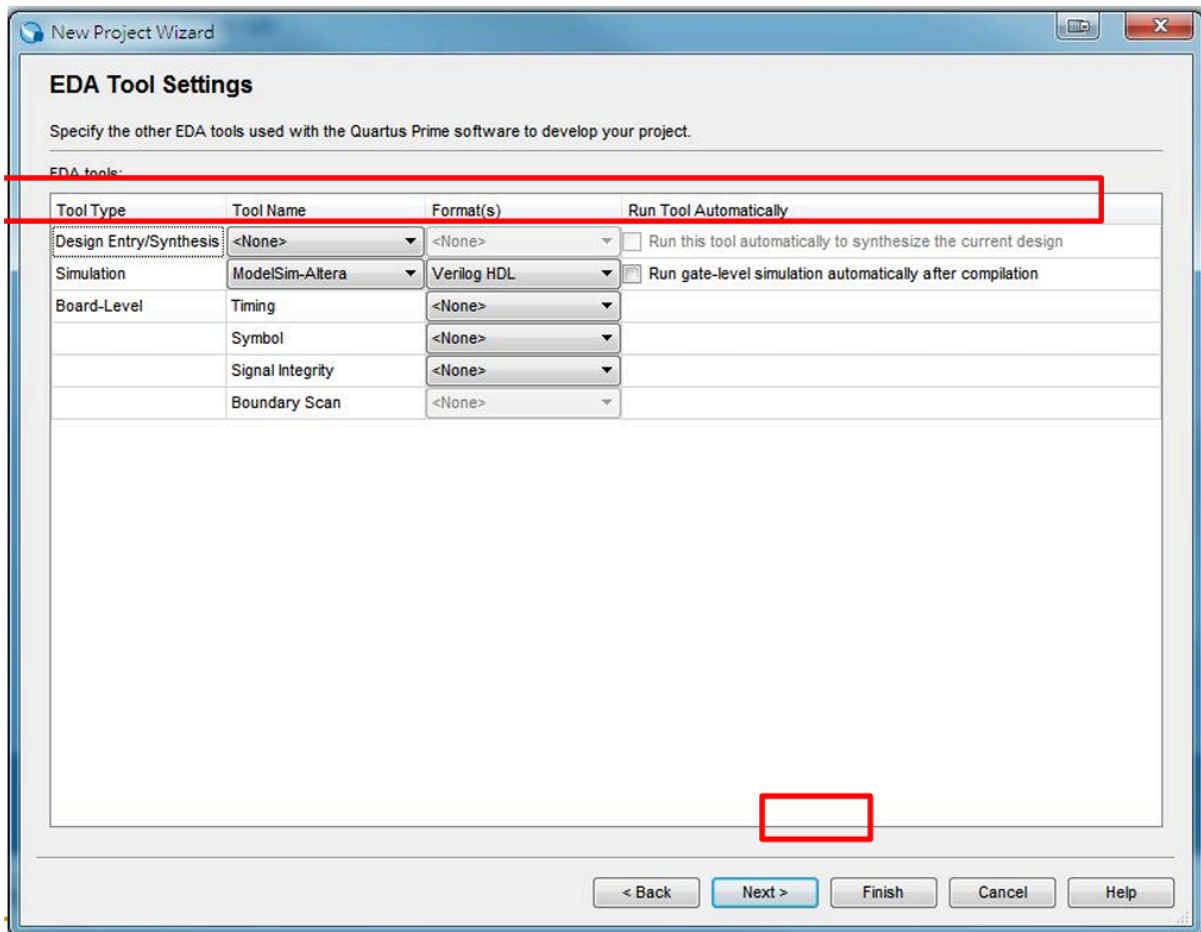 New Project Wizard
EDA Tool Settings
Specify the other EDA tools used with the Quartus Prime software to develop your project.
EDA tools:
Tool Type Tool Name Format(s) Run Tool Automatically
Design Entry/Synthesis <None> <None> Run this tool automatically to synthesize the current design
Simulation ModelSim-Altera Verilog HDL Run gate-level simulation automatically after compilation
Board-Level Timing <None>
Symbol <None>
Signal Integrity <None>
Boundary Scan <None>
< Back Next > Finish Cancel Help